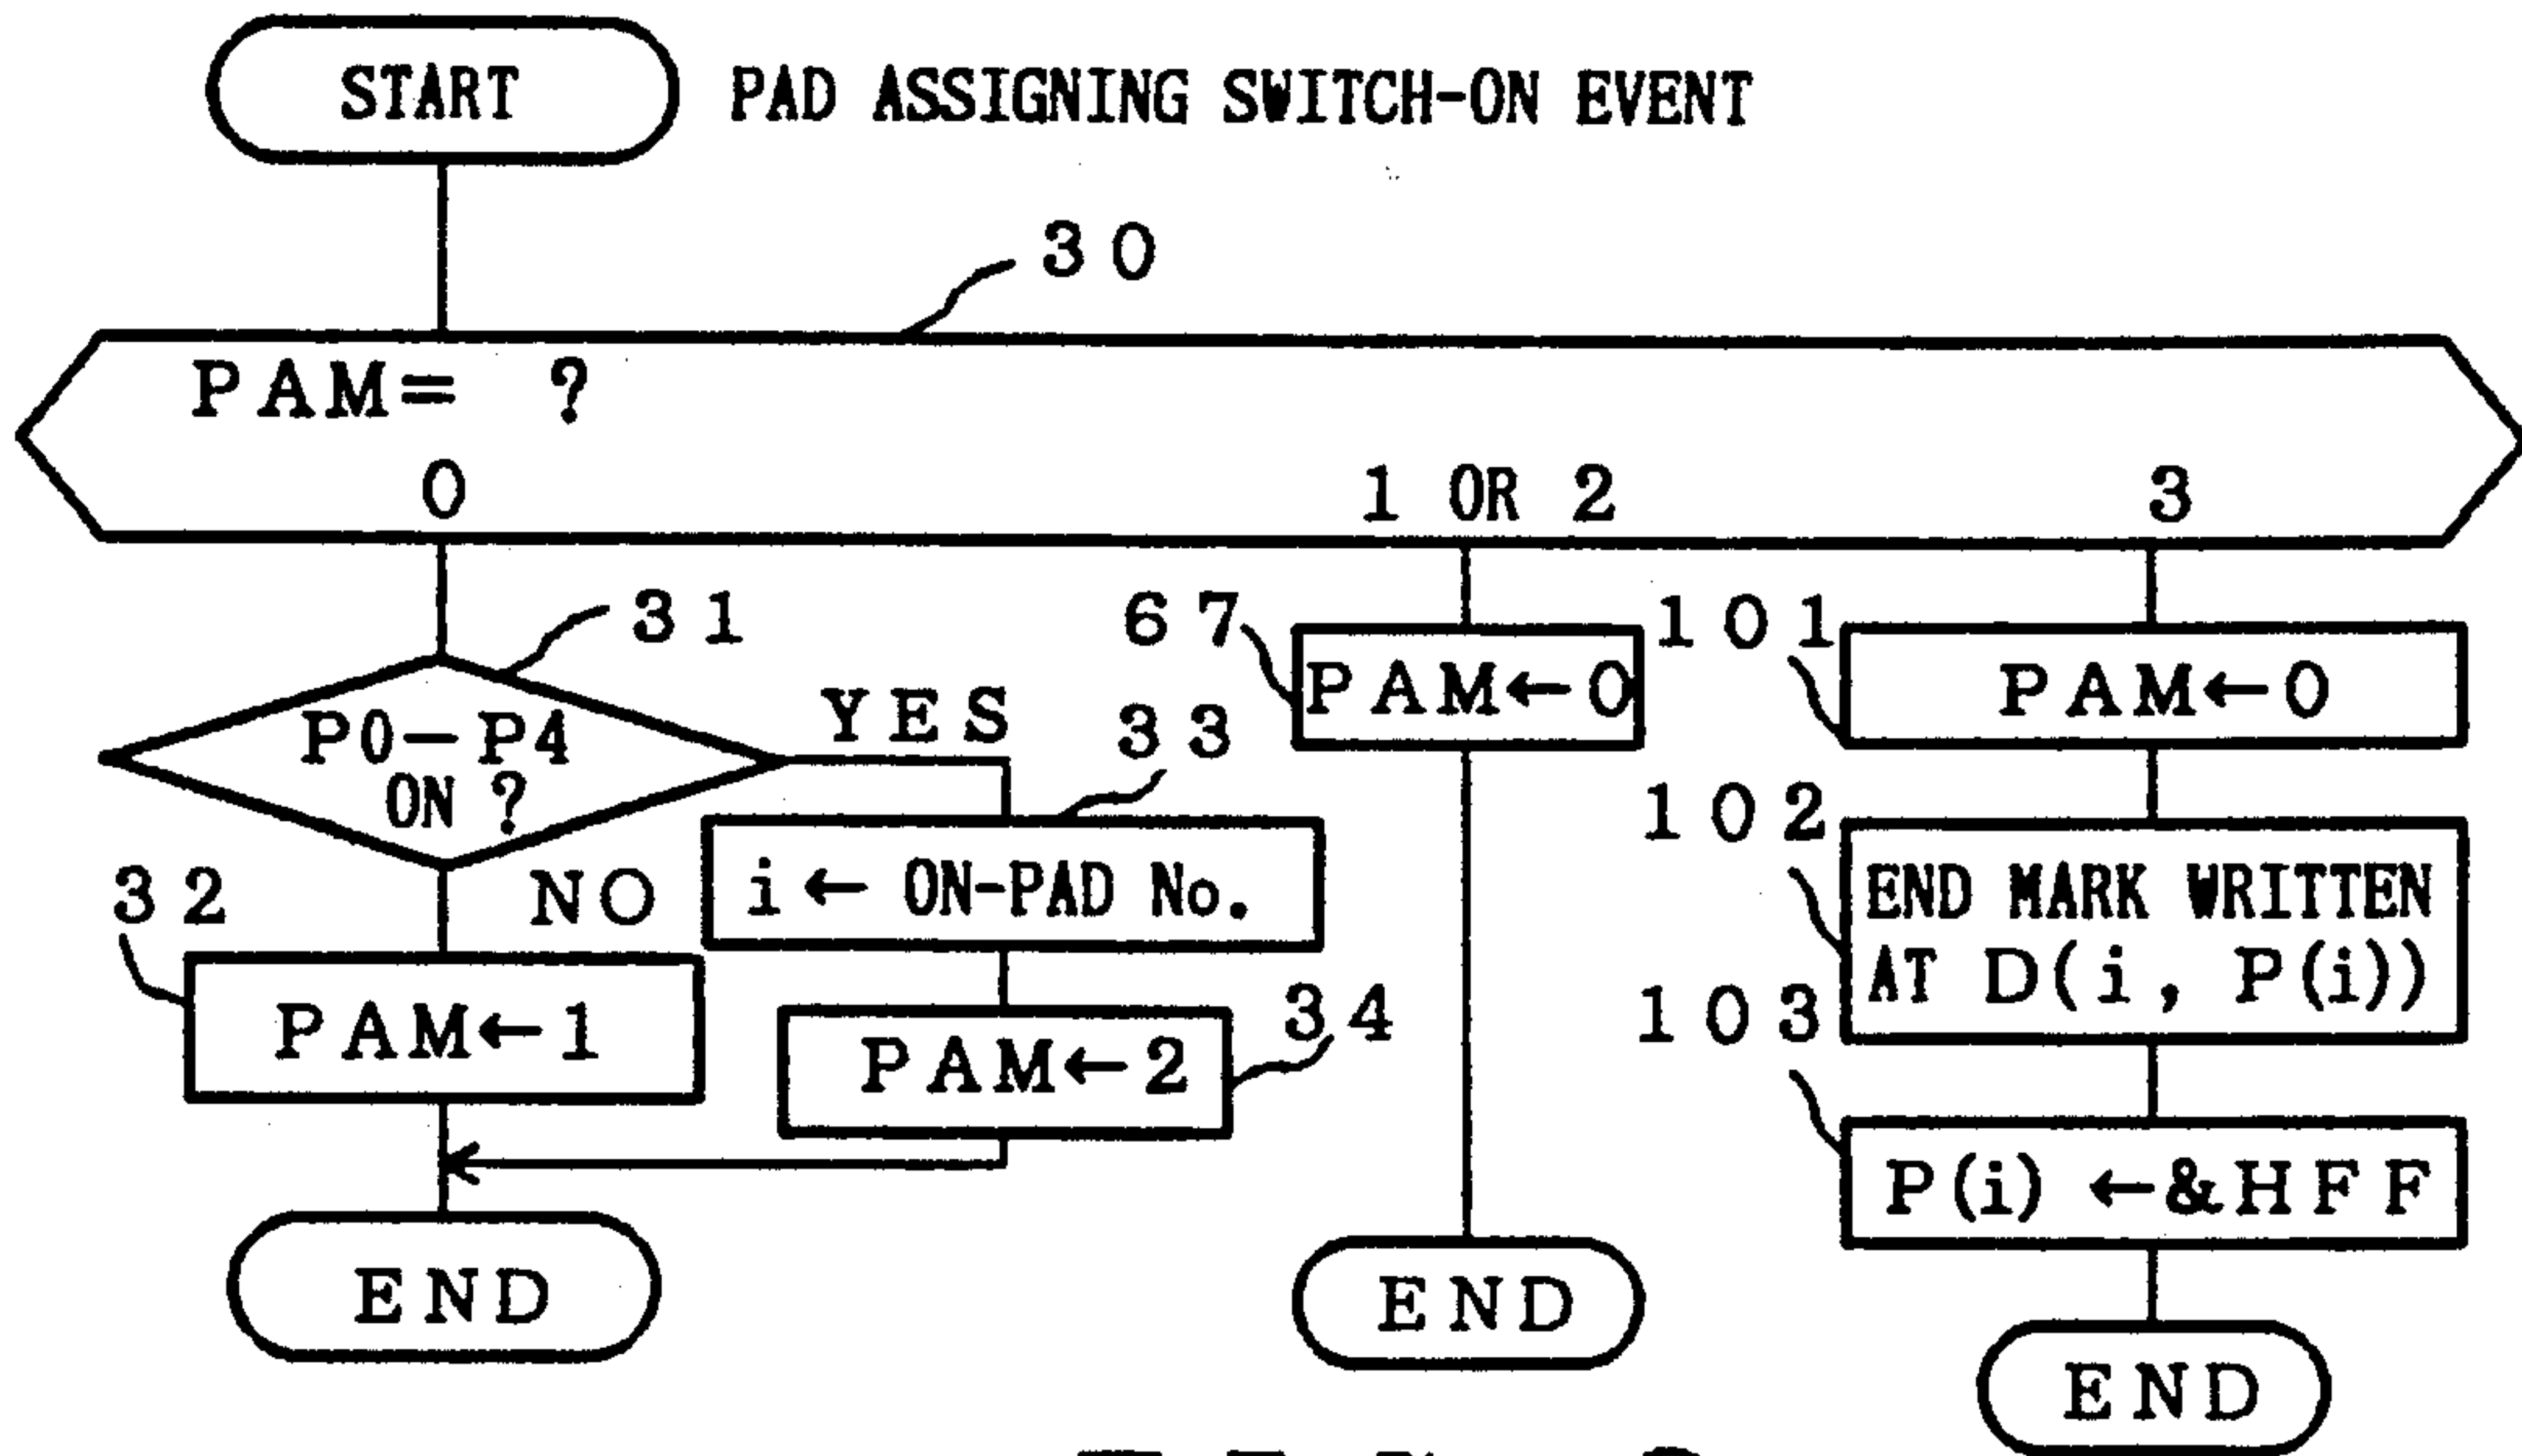 START
PAD ASSIGNING SWITCH-ON EVENT
30
PAM= ?
0
1 OR 2
3
31
P0-P4
ON ?
YES
NO
33
i ← ON-PAD No.
32
PAM←1
34
PAM←2
END
67
PAM←0
END
101
PAM←0
102
END MARK WRITTEN
AT D(i, P(i))
103
P(i) ←&HFF
END